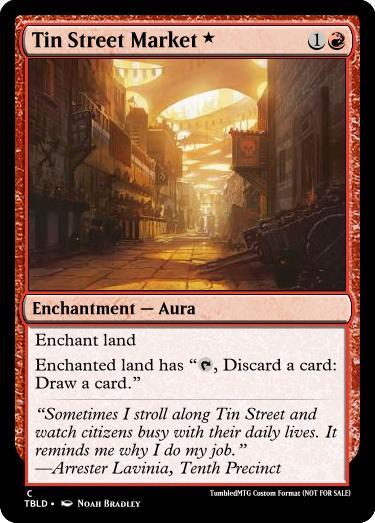 Tin Street Market ★ 1
Enchantment — Aura
Enchant land
Enchanted land has “, Discard a card:
Draw a card.”
“Sometimes I stroll along Tin Street and
watch citizens busy with their daily lives. It
reminds me why I do my job.”
—Arrester Lavinia, Tenth Precinct
C
TBLD • Noah Bradley
TumbledMTG Custom Format (NOT FOR SALE)